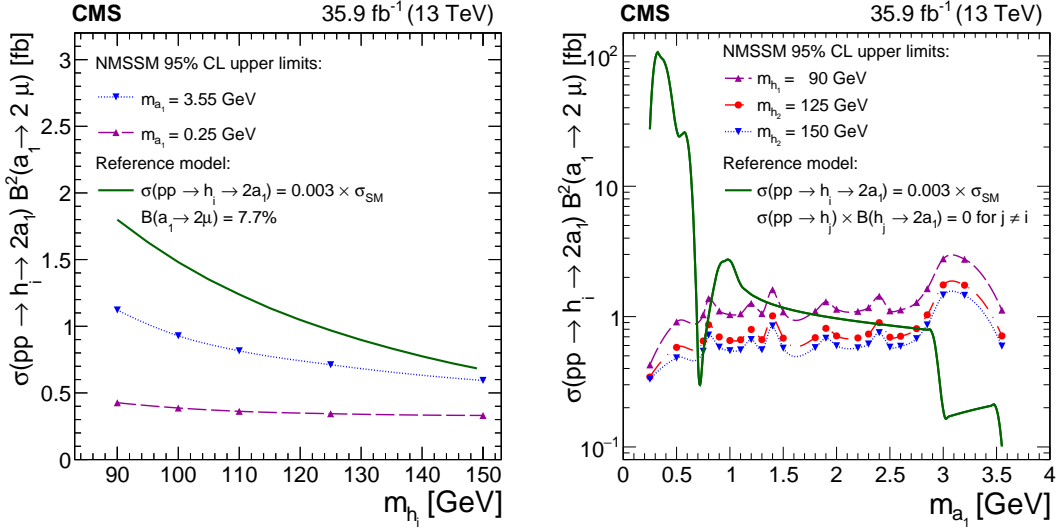 CMS 35.9 fb⁻¹ (13 TeV)
σ(pp → h_i → 2a_1) B²(a_1 → 2 μ) [fb]
3
2.5
2
1.5
1
0.5
0
NMSSM 95% CL upper limits:
m_a_1 = 3.55 GeV
m_a_1 = 0.25 GeV
Reference model:
σ(pp → h_i → 2a_1) = 0.003 × σ_SM
B(a_1 → 2μ) = 7.7%
90 100 110 120 130 140 150
m_h_i [GeV]
CMS 35.9 fb⁻¹ (13 TeV)
σ(pp → h_i → 2a_1) B²(a_1 → 2 μ) [fb]
10²
10
1
10⁻¹
NMSSM 95% CL upper limits:
m_h_1 = 90 GeV
m_h_2 = 125 GeV
m_h_2 = 150 GeV
Reference model:
σ(pp → h_i → 2a_1) = 0.003 × σ_SM
σ(pp → h_j) × B(h_j → 2a_1) = 0 for j ≠ i
0 0.5 1 1.5 2 2.5 3 3.5 4
m_a_1 [GeV]